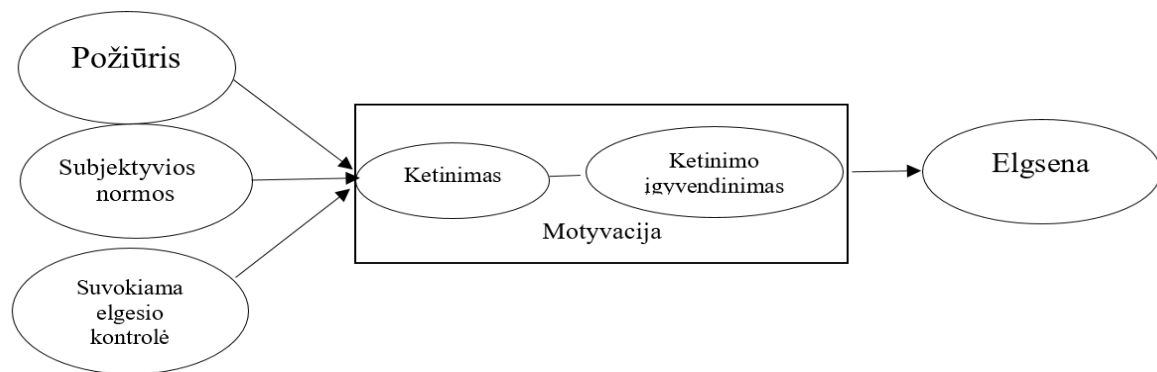 Požiūris
Subjektyvios
normos
Suvokiama
elgesio
kontrolė
Ketinimas
Ketinimo
įgyvendinimas
Motyvacija
Elgsena